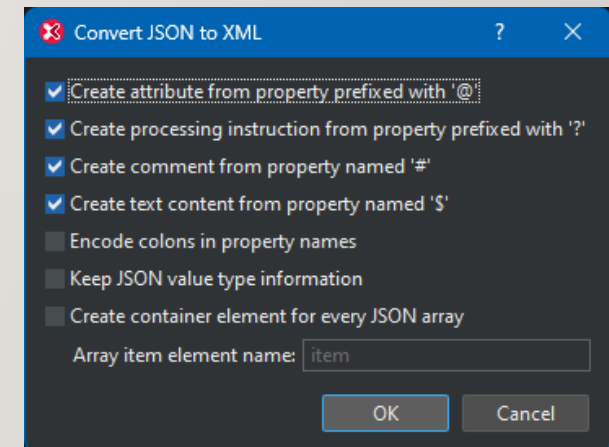 Convert JSON to XML
?
Create attribute from property prefixed with '@'
Create processing instruction from property prefixed with '?'
Create comment from property named '#'
Create text content from property named '$'
Encode colons in property names
Keep JSON value type information
Create container element for every JSON array
Array item element name: item
OK Cancel